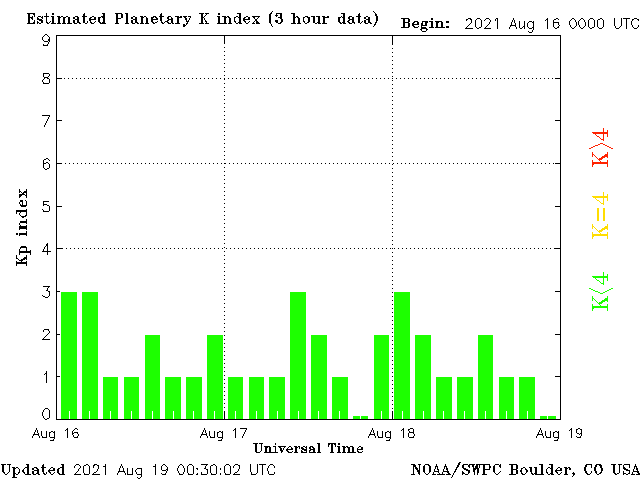 Estimated Planetary K index (3 hour data) Begin: 2021 Aug 16 0000 UTC
9
8
7
6
5
4
3
2
1
0
Kp index
K>4
K=4
K<4
Aug 16 Aug 17 Aug 18 Aug 19
Universal Time
Updated 2021 Aug 19 00:30:02 UTC NOAA/SWPC Boulder, CO USA